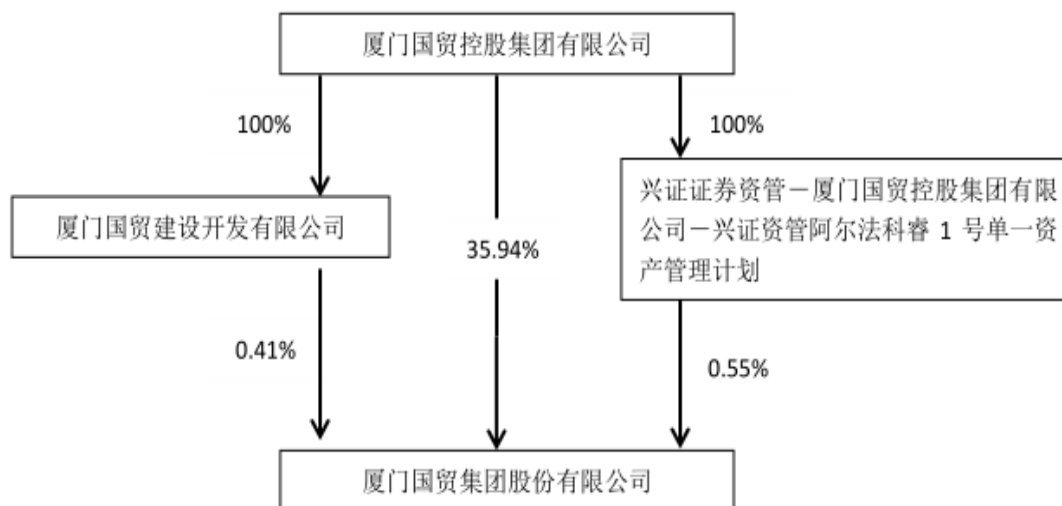 厦门国贸控股集团有限公司
100%
100%
厦门国贸建设开发有限公司
35.94%
兴证证券资管－厦门国贸控股集团有限
公司－兴证资管阿尔法科睿 1 号单一资
产管理计划
0.41%
0.55%
厦门国贸集团股份有限公司